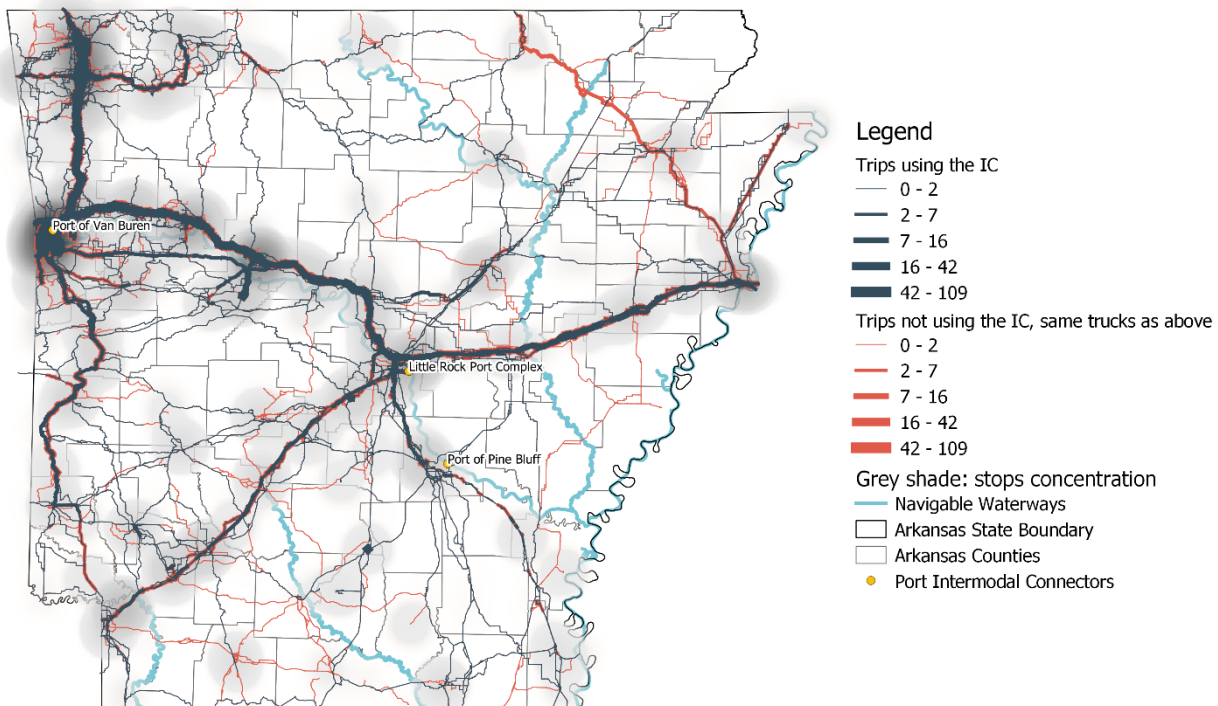 Port of Van Buren
Little Rock Port Complex
Port of Pine Bluff
Legend
Trips using the IC
0 - 2
2 - 7
7 - 16
16 - 42
42 - 109
Trips not using the IC, same trucks as above
0 - 2
2 - 7
7 - 16
16 - 42
42 - 109
Grey shade: stops concentration
Navigable Waterways
Arkansas State Boundary
Arkansas Counties
Port Intermodal Connectors